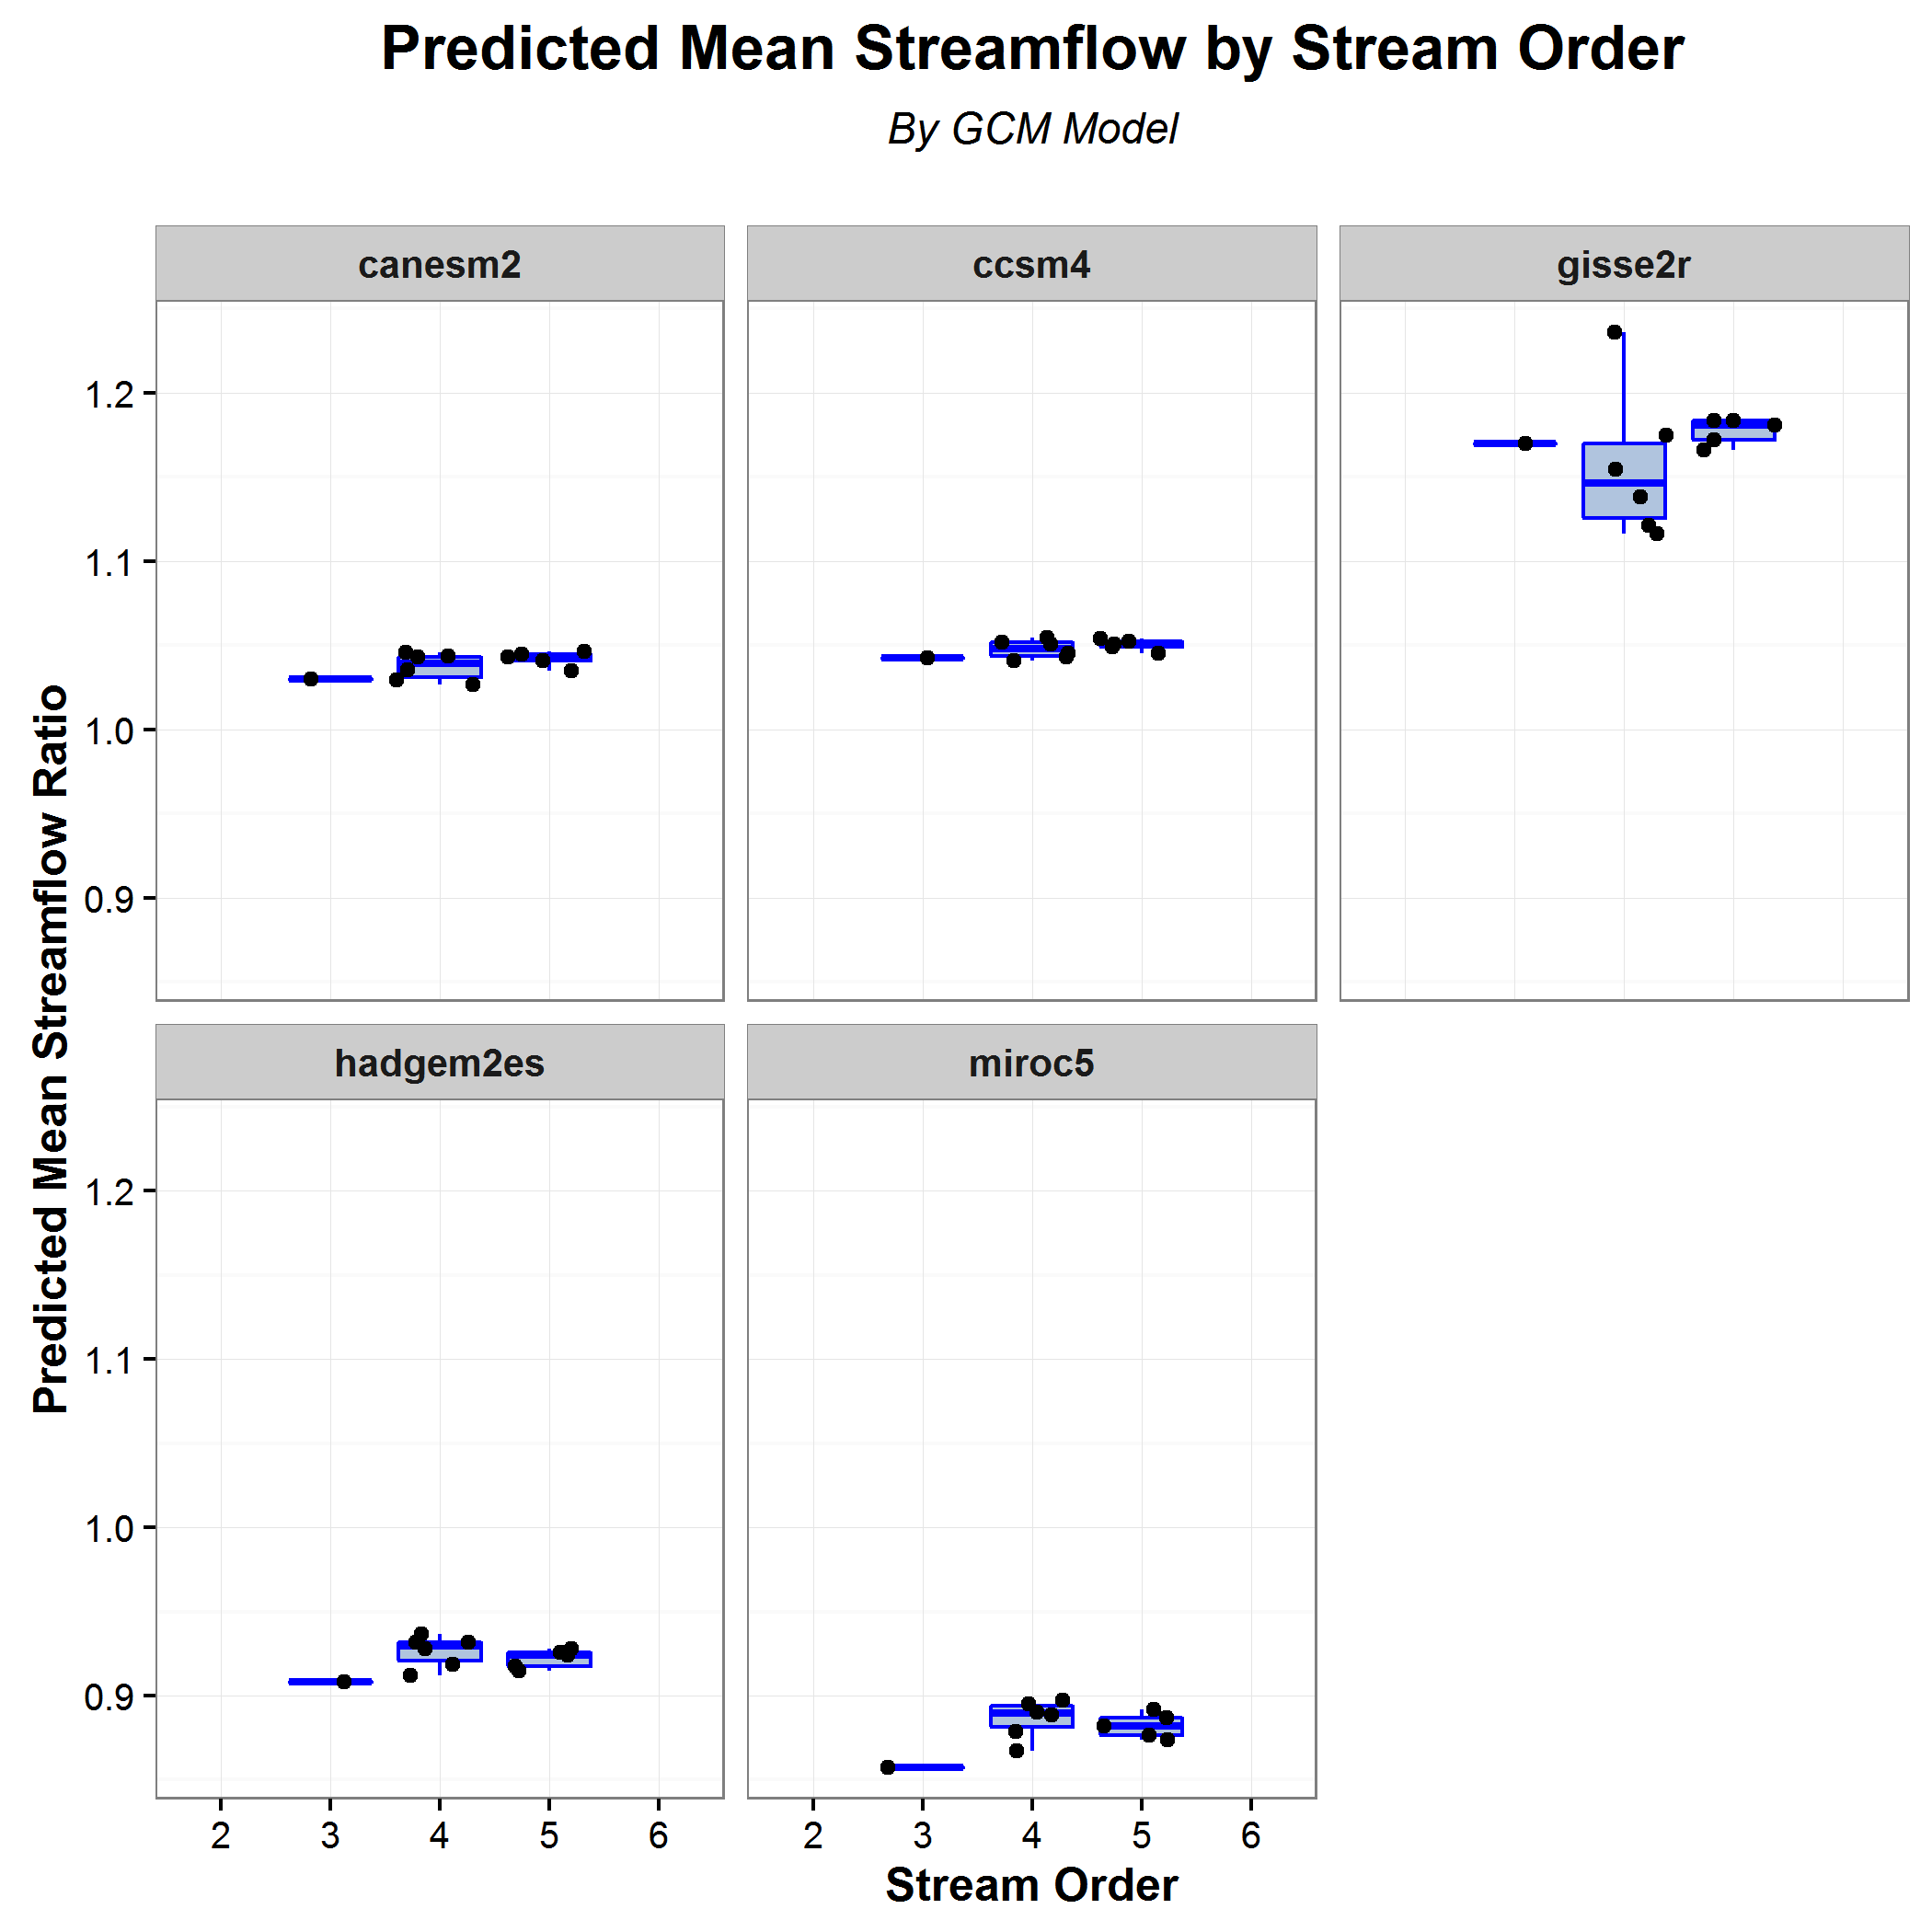 Predicted Mean Streamflow by Stream Order
By GCM Model
canesm2
ccsm4
gisse2r
1.2
1.1
1.0
0.9
Predicted Mean Streamflow Ratio
hadgem2es
miroc5
1.2
1.1
1.0
0.9
2 3 4 5 6
2 3 4 5 6
Stream Order